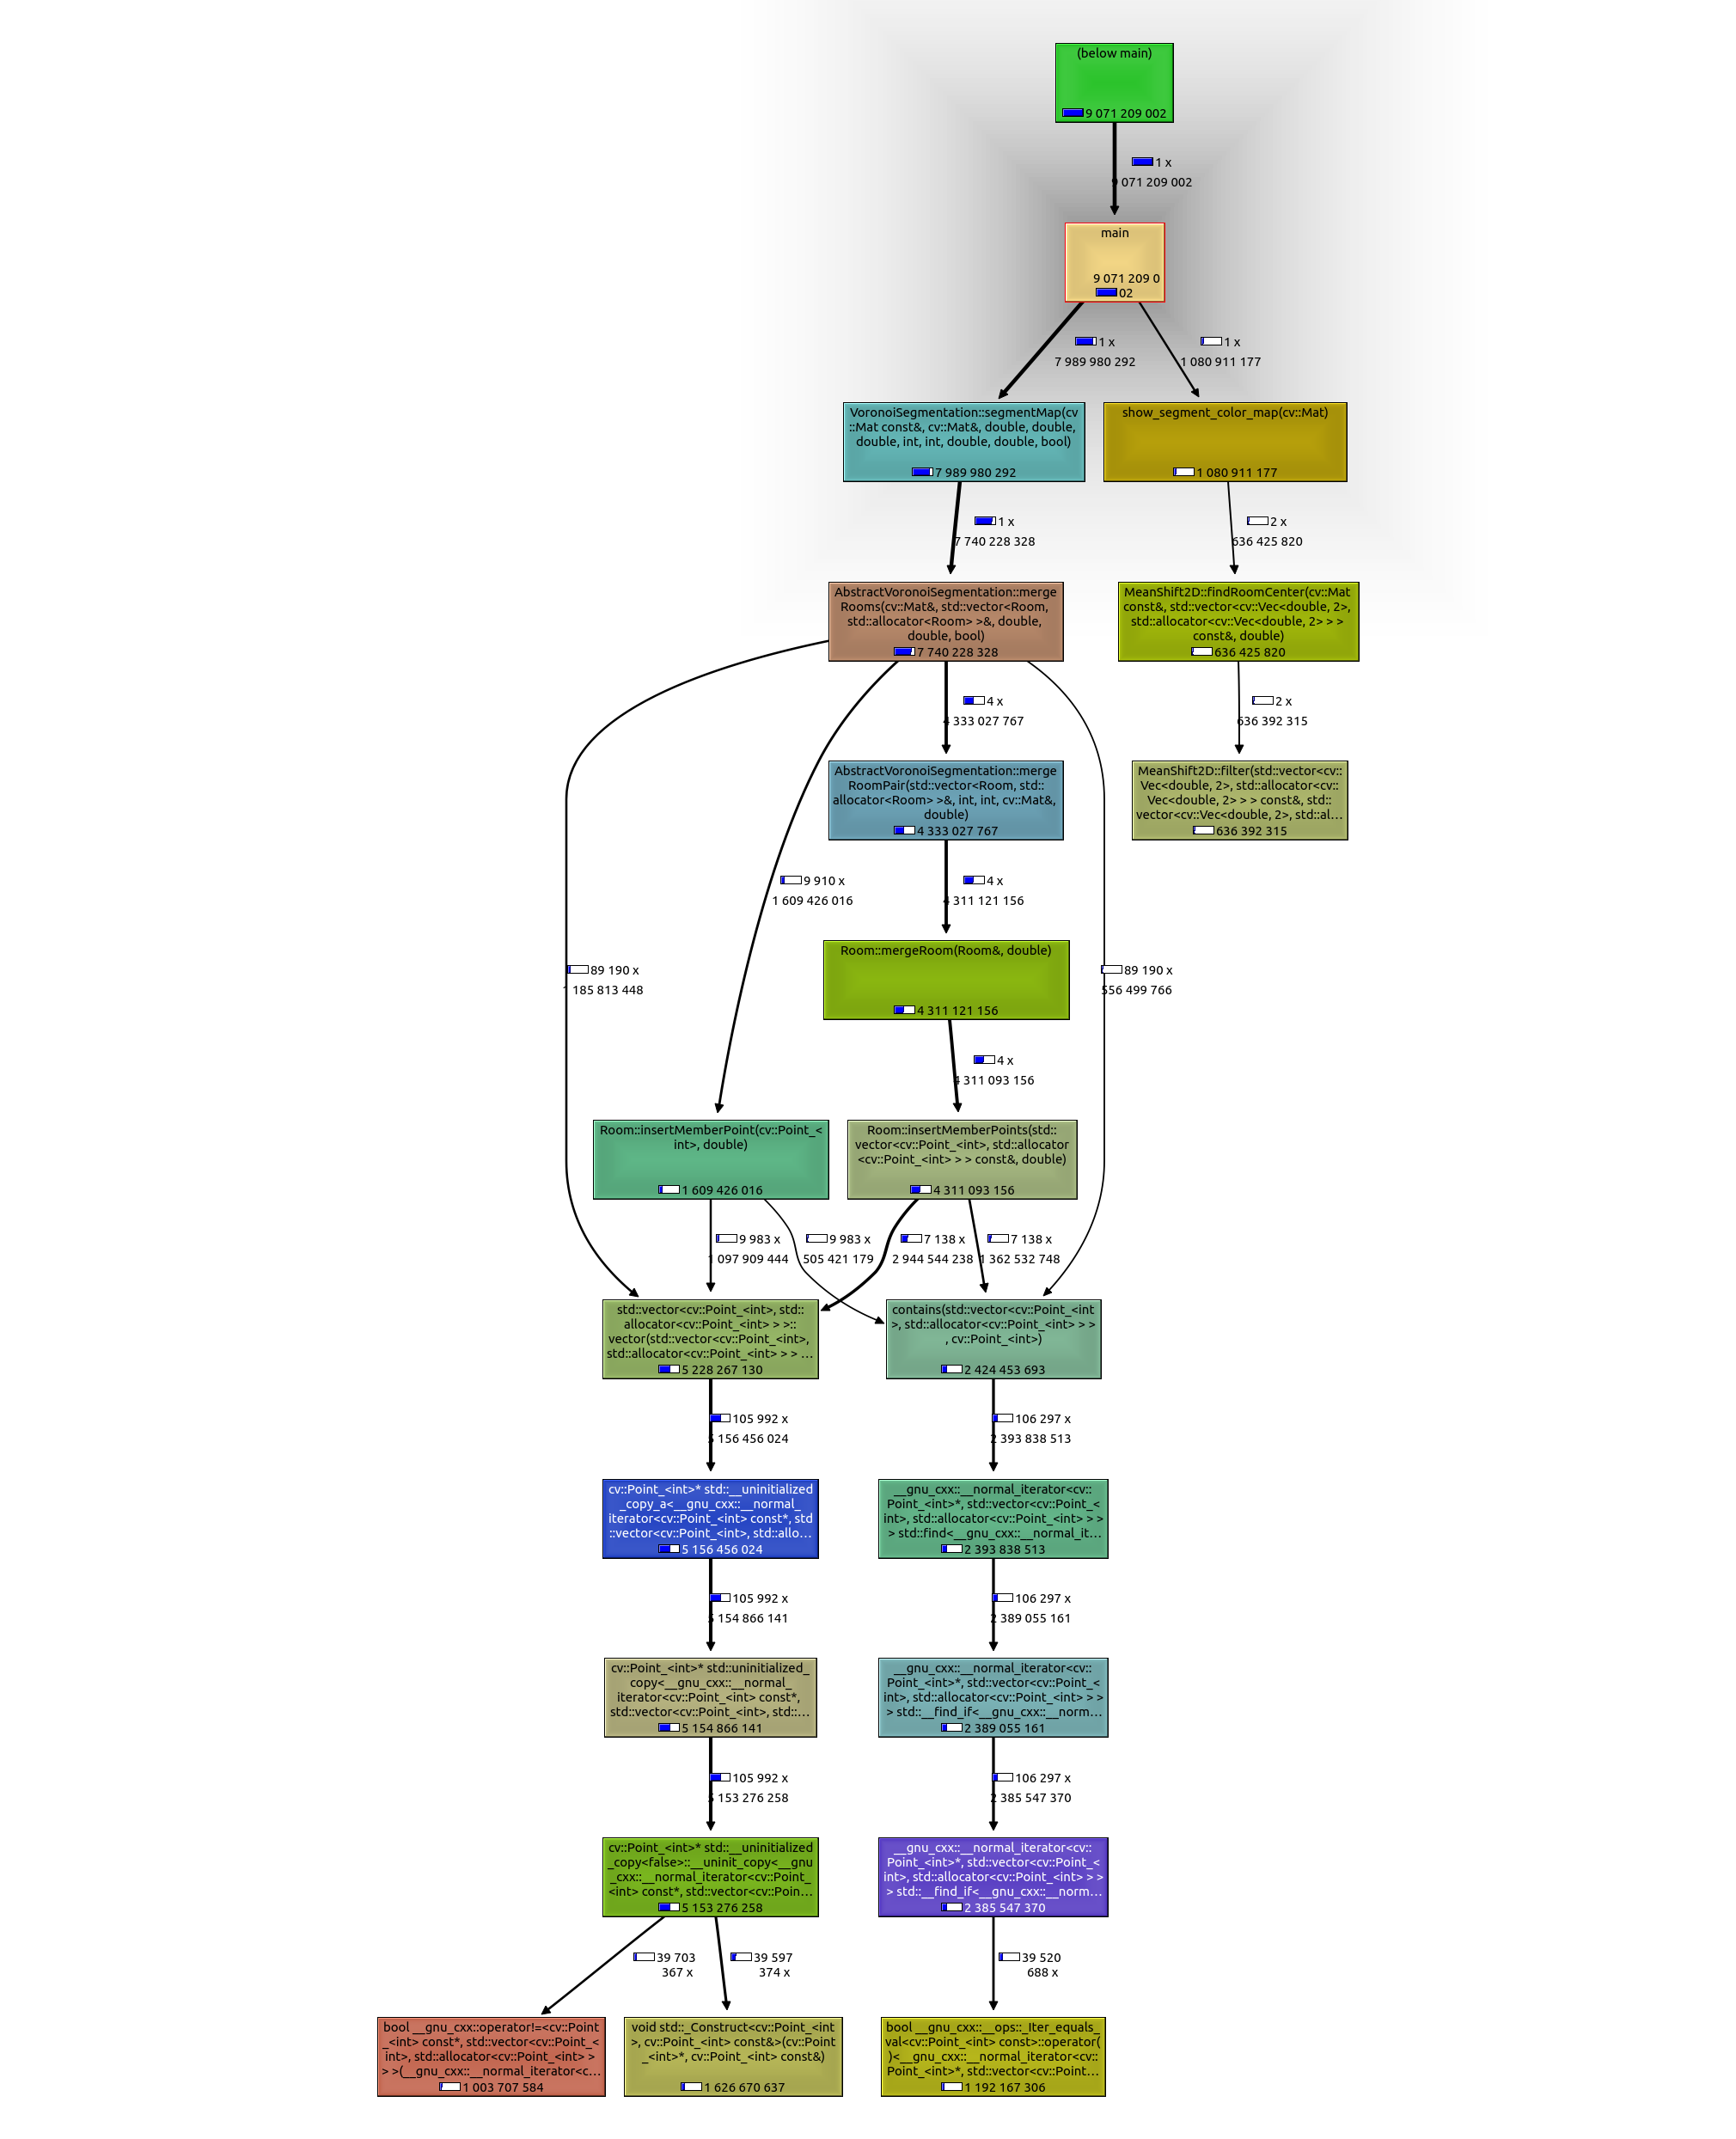 (below main)
9 071 209 002
1 x
9 071 209 002
main
9 071 209 0
02
1 x
7 989 980 292
1 x
1 080 911 177
VoronoiSegmentation::segmentMap(cv
::Mat const&, cv::Mat&, double, double,
double, int, int, double, double, bool)
7 989 980 292
show_segment_color_map(cv::Mat)
1 080 911 177
1 x
7 740 228 328
2 x
636 425 820
AbstractVoronoiSegmentation::merge
Rooms(cv::Mat&, std::vector<Room,
std::allocator<Room> >&, double,
double, bool)
7 740 228 328
MeanShift2D::findRoomCenter(cv::Mat
const&, std::vector<cv::Vec<double, 2>,
std::allocator<cv::Vec<double, 2> > >
const&, double)
636 425 820
4 x
4 333 027 767
2 x
636 392 315
AbstractVoronoiSegmentation::merge
RoomPair(std::vector<Room, std::
allocator<Room> >&, int, int, cv::Mat&,
double)
4 333 027 767
MeanShift2D::filter(std::vector<cv::
Vec<double, 2>, std::allocator<cv::
Vec<double, 2> > > const&, std::
vector<cv::Vec<double, 2>, std::al...
636 392 315
9 910 x
1 609 426 016
4 x
4 311 121 156
Room::mergeRoom(Room&, double)
4 311 121 156
89 190 x
1 185 813 448
89 190 x
556 499 766
4 x
4 311 093 156
Room::insertMemberPoint(cv::Point_<
int>, double)
1 609 426 016
Room::insertMemberPoints(std::
vector<cv::Point_<int>, std::allocator
<cv::Point_<int> > > const&, double)
4 311 093 156
9 983 x
1 097 909 444
9 983 x
505 421 179
7 138 x
2 944 544 238
7 138 x
1 362 532 748
std::vector<cv::Point_<int>, std::
allocator<cv::Point_<int> > >::
vector(std::vector<cv::Point_<int>,
std::allocator<cv::Point_<int> > > ...
5 228 267 130
contains(std::vector<cv::Point_<int
>, std::allocator<cv::Point_<int> > >
, cv::Point_<int>)
2 424 453 693
105 992 x
5 156 456 024
106 297 x
2 393 838 513
cv::Point_<int>* std::__uninitialized
_copy_a<__gnu_cxx::__normal_
iterator<cv::Point_<int> const*, std
::vector<cv::Point_<int>, std::allo...
5 156 456 024
__gnu_cxx::__normal_iterator<cv::
Point_<int>*, std::vector<cv::Point_<
int>, std::allocator<cv::Point_<int> > >
> std::find<__gnu_cxx::__normal_it...
2 393 838 513
105 992 x
5 154 866 141
106 297 x
2 389 055 161
cv::Point_<int>* std::uninitialized_
copy<__gnu_cxx::__normal_
iterator<cv::Point_<int> const*,
std::vector<cv::Point_<int>, std::...
5 154 866 141
__gnu_cxx::__normal_iterator<cv::
Point_<int>*, std::vector<cv::Point_<
int>, std::allocator<cv::Point_<int> > >
> std::__find_if<__gnu_cxx::__norm...
2 389 055 161
105 992 x
5 153 276 258
106 297 x
2 385 547 370
cv::Point_<int>* std::__uninitialized
_copy<false>::__uninit_copy<__gnu
_cxx::__normal_iterator<cv::Point_
<int> const*, std::vector<cv::Poin...
5 153 276 258
__gnu_cxx::__normal_iterator<cv::
Point_<int>*, std::vector<cv::Point_<
int>, std::allocator<cv::Point_<int> > >
> std::__find_if<__gnu_cxx::__norm...
2 385 547 370
39 703
367 x
39 597
374 x
39 520
688 x
bool __gnu_cxx::operator!=<cv::Point
_<int> const*, std::vector<cv::Point_<
int>, std::allocator<cv::Point_<int> >
> >(__gnu_cxx::__normal_iterator<c...
1 003 707 584
void std::_Construct<cv::Point_<int
>, cv::Point_<int> const&>(cv::Point
_<int>*, cv::Point_<int> const&)
1 626 670 637
bool __gnu_cxx::__ops::_Iter_equals_
val<cv::Point_<int> const>::operator(
)<__gnu_cxx::__normal_iterator<cv::
Point_<int>*, std::vector<cv::Point...
1 192 167 306